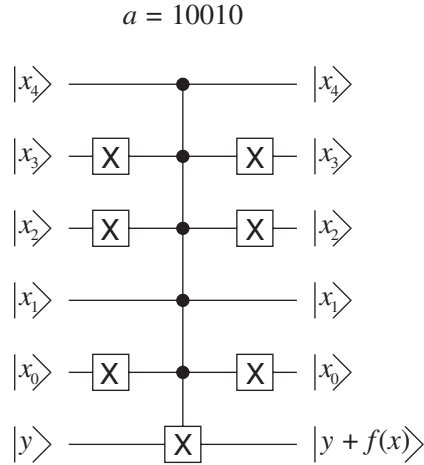 a = 10010
|x₄⟩ |x₄⟩
|x₃⟩ X X |x₃⟩
|x₂⟩ X X |x₂⟩
|x₁⟩ |x₁⟩
|x₀⟩ X X |x₀⟩
|y⟩ X |y + f(x)⟩